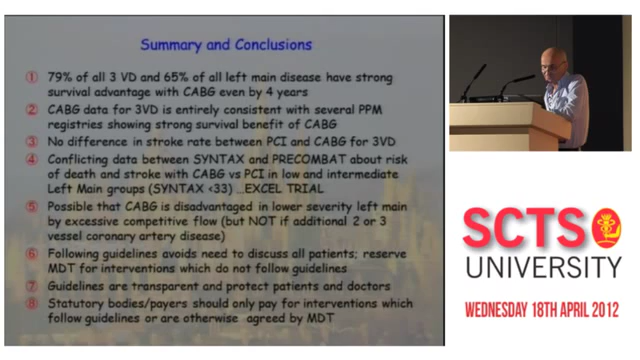 Summary and Conclusions
① 79% of all 3 VD and 65% of all left main disease have strong
survival advantage with CABG even by 4 years
② CABG data for 3VD is entirely consistent with several PPM
registries showing strong survival benefit of CABG
③ No difference in stroke rate between PCI and CABG for 3VD
④ Conflicting data between SYNTAX and PRECOMBAT about risk
of death and stroke with CABG vs PCI in low and intermediate
Left Main groups (SYNTAX <33) ...EXCEL TRIAL
⑤ Possible that CABG is disadvantaged in lower severity left main
by excessive competitive flow (but NOT if additional 2 or 3
vessel coronary artery disease)
⑥ Following guidelines avoids need to discuss all patients; reserve
MDT for interventions which do not follow guidelines
⑦ Guidelines are transparent and protect patients and doctors
⑧ Statutory bodies/payers should only pay for interventions which
follow guidelines or are otherwise agreed by MDT
SCTS
UNIVERSITY
WEDNESDAY 18TH APRIL 2012